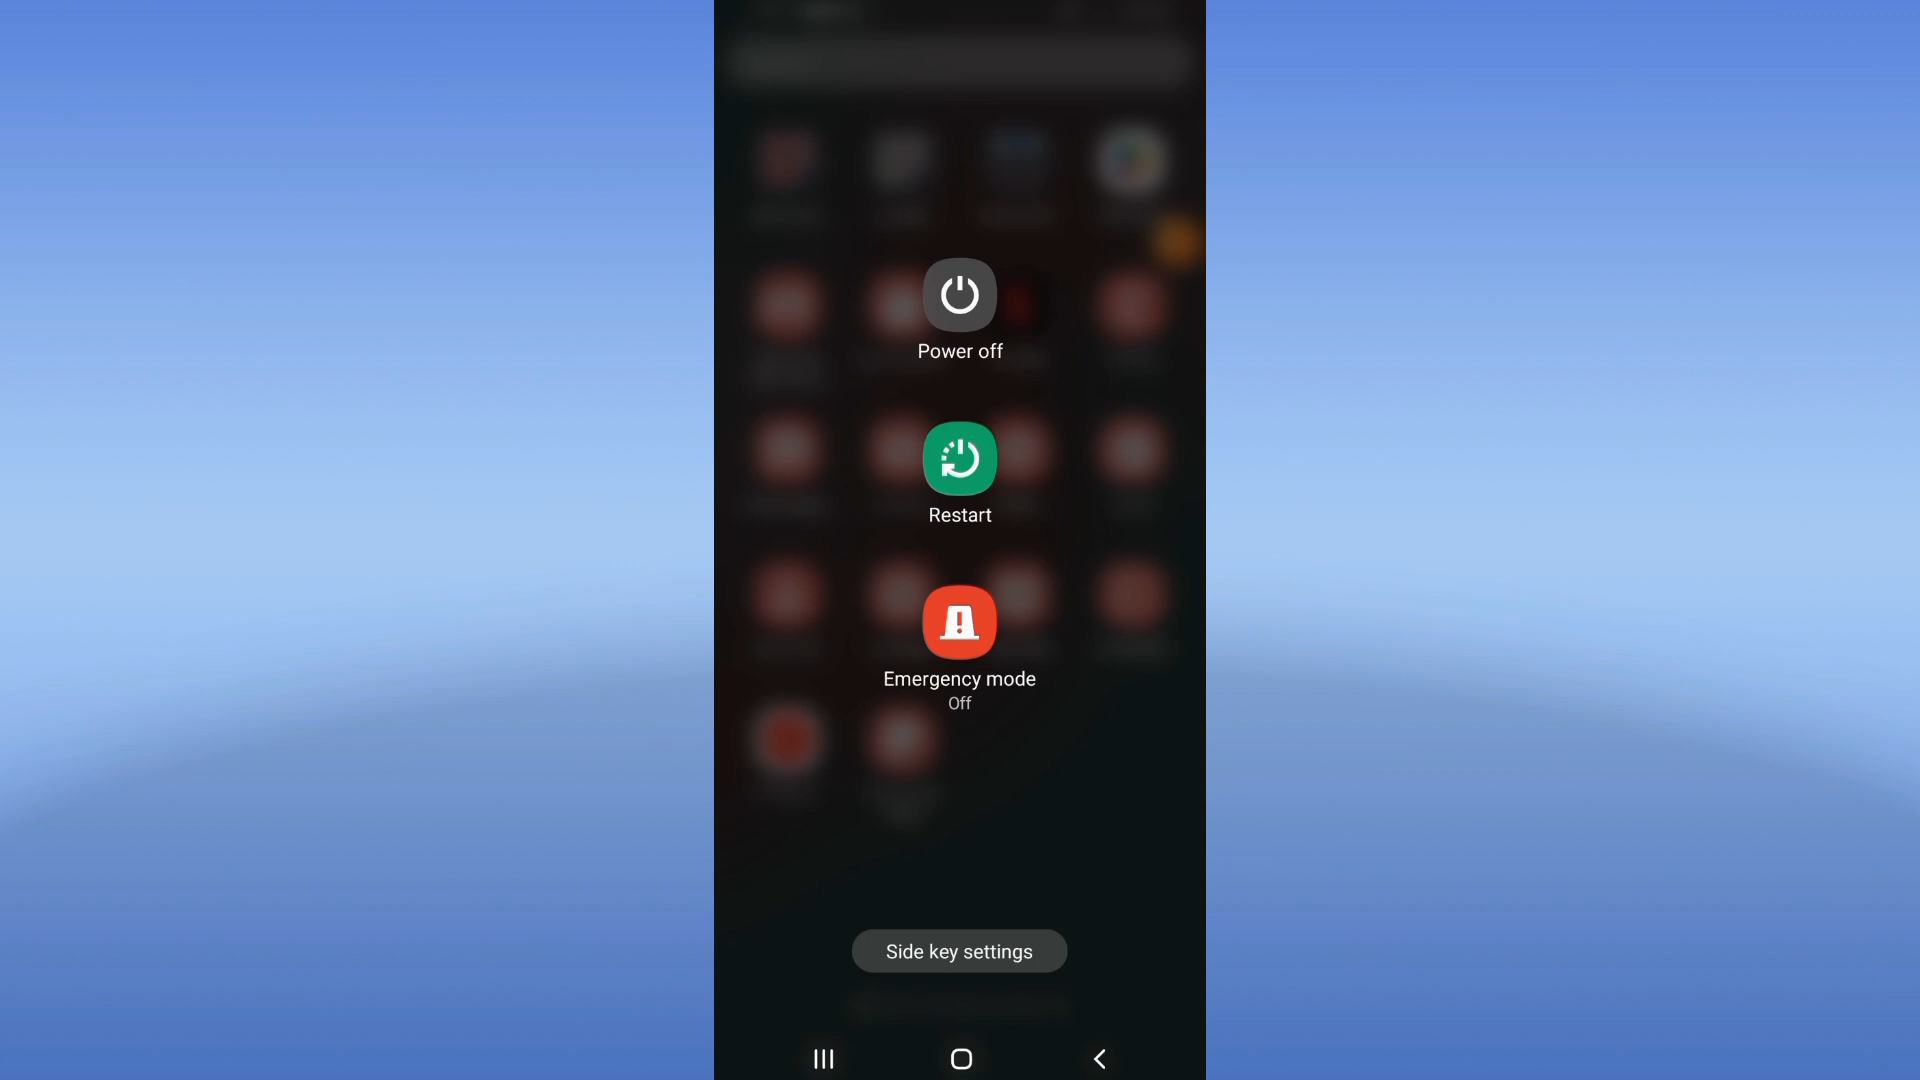 Power off
Restart
Emergency mode
Off
Side key settings